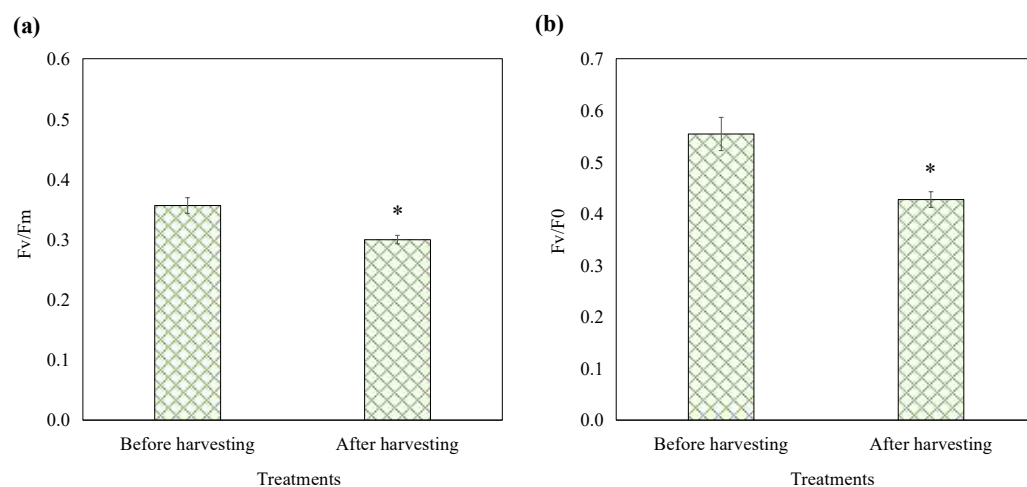 (a)
0.6
0.5
0.4
0.3
0.2
0.1
0.0
Fv/Fm
*
Before harvesting
After harvesting
Treatments
(b)
0.7
0.6
0.5
0.4
0.3
0.2
0.1
0.0
Fv/F0
*
Before harvesting
After harvesting
Treatments